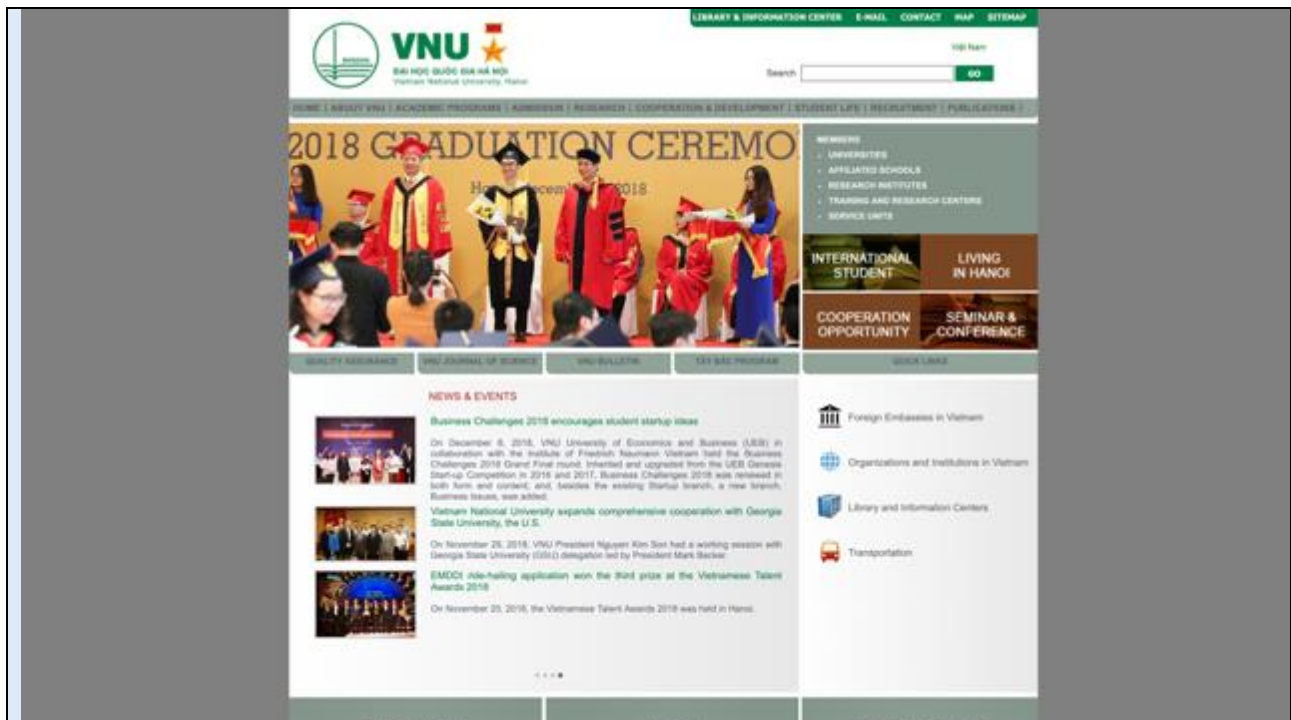 LIBRARY & INFORMATION CENTER E-MAIL CONTACT MAP SITEMAP
VNU
ĐẠI HỌC QUỐC GIA HÀ NỘI
Vietnam National University, Hanoi
Việt Nam
Search GO
HOME | ABOUT VNU | ACADEMIC PROGRAMS | ADMISSION | RESEARCH | COOPERATION & DEVELOPMENT | STUDENT LIFE | RECRUITMENT | PUBLICATIONS |
2018 GRADUATION CEREMO
2018
MEMBERS
UNIVERSITIES
AFFILIATED SCHOOLS
RESEARCH INSTITUTES
TRAINING AND RESEARCH CENTERS
SERVICE UNITS
INTERNATIONAL STUDENT
LIVING IN HANOI
COOPERATION OPPORTUNITY
SEMINAR & CONFERENCE
QUALITY ASSURANCE
VNU JOURNAL OF SCIENCE
VNU BULLETIN
TÂY BẮC PROGRAM
QUICK LINKS
NEWS & EVENTS
Business Challenges 2018 encourages student startup ideas
On December 8, 2018, VNU University of Economics and Business (UEB) in
collaboration with the Institute of Friedrich Naumann Vietnam held the Business
Challenges 2018 Grand Final round. Inherited and upgraded from the UEB Genesis
Start-up Competition in 2016 and 2017, Business Challenges 2018 was renewed in
both form and content, and, besides the existing Startup branch, a new branch,
Business Issues, was added.
Vietnam National University expands comprehensive cooperation with Georgia
State University, the U.S.
On November 25, 2018, VNU President Nguyen Kim Son had a working session with
Georgia State University (GSU) delegation led by President Mark Becker.
EMDDI ride-hailing application won the third prize at the Vietnamese Talent
Awards 2018
On November 20, 2018, the Vietnamese Talent Awards 2018 was held in Hanoi.
Foreign Embassies in Vietnam
Organizations and Institutions in Vietnam
Library and Information Centers
Transportation